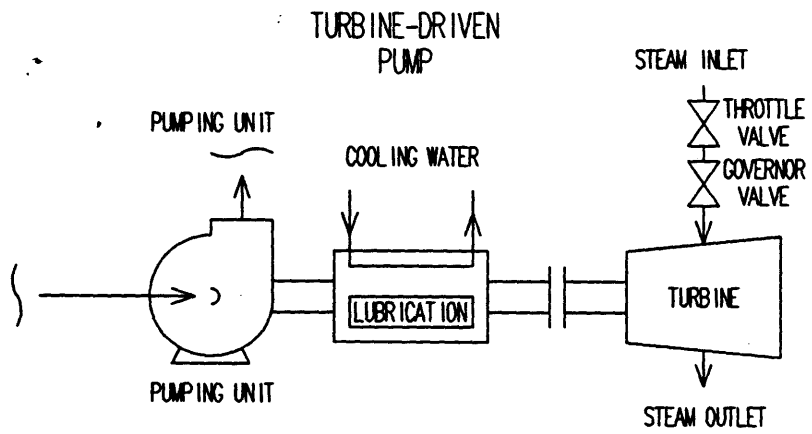 TURBINE-DRIVEN
PUMP
STEAM INLET
THROTTLE
VALVE
PUMPING UNIT
COOLING WATER
GOVERNOR
VALVE
TURBINE
LUBRICATION
PUMPING UNIT
STEAM OUTLET